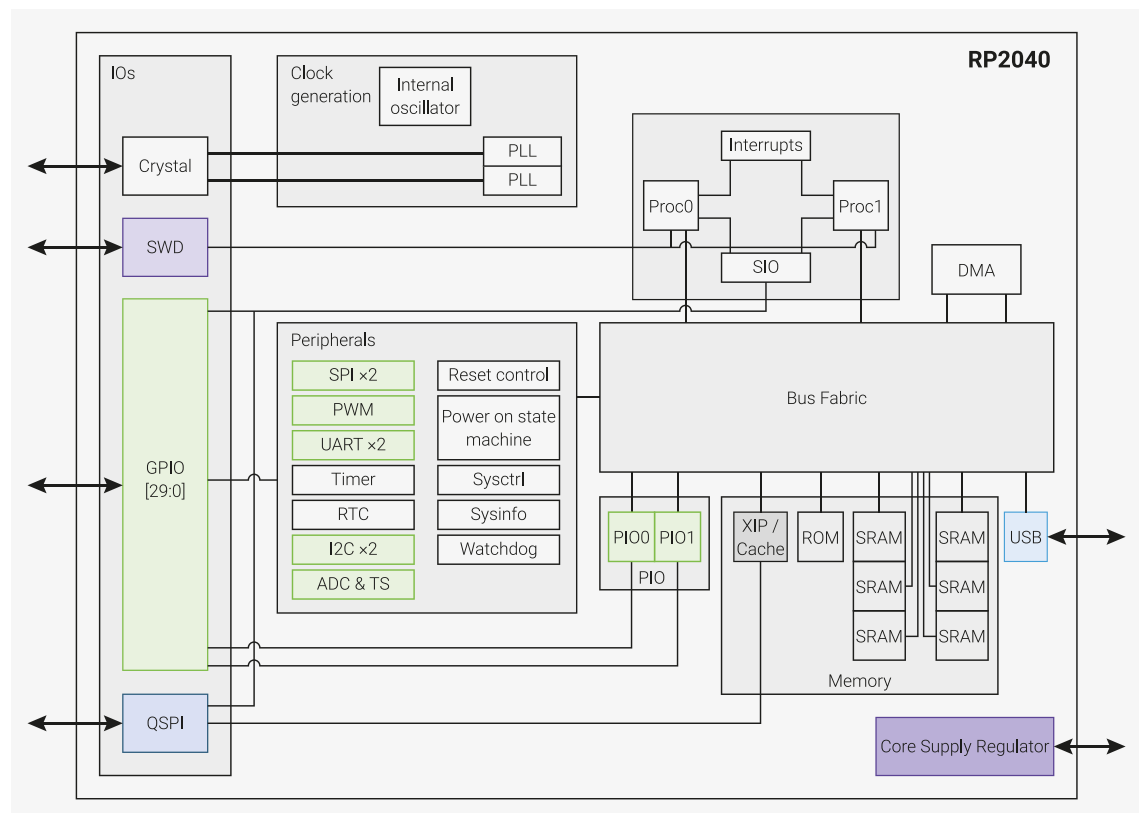 RP2040
IOs
Crystal
SWD
GPIO
[29:0]
QSPI
Clock
generation
Internal
oscillator
PLL
PLL
Interrupts
Proc0
Proc1
SIO
DMA
Peripherals
SPI ×2
PWM
UART ×2
Timer
RTC
I2C ×2
ADC & TS
Reset control
Power on state
machine
Sysctrl
Sysinfo
Watchdog
Bus Fabric
PIO0
PIO1
PIO
XIP /
Cache
ROM
SRAM
SRAM
SRAM
SRAM
SRAM
SRAM
Memory
USB
Core Supply Regulator